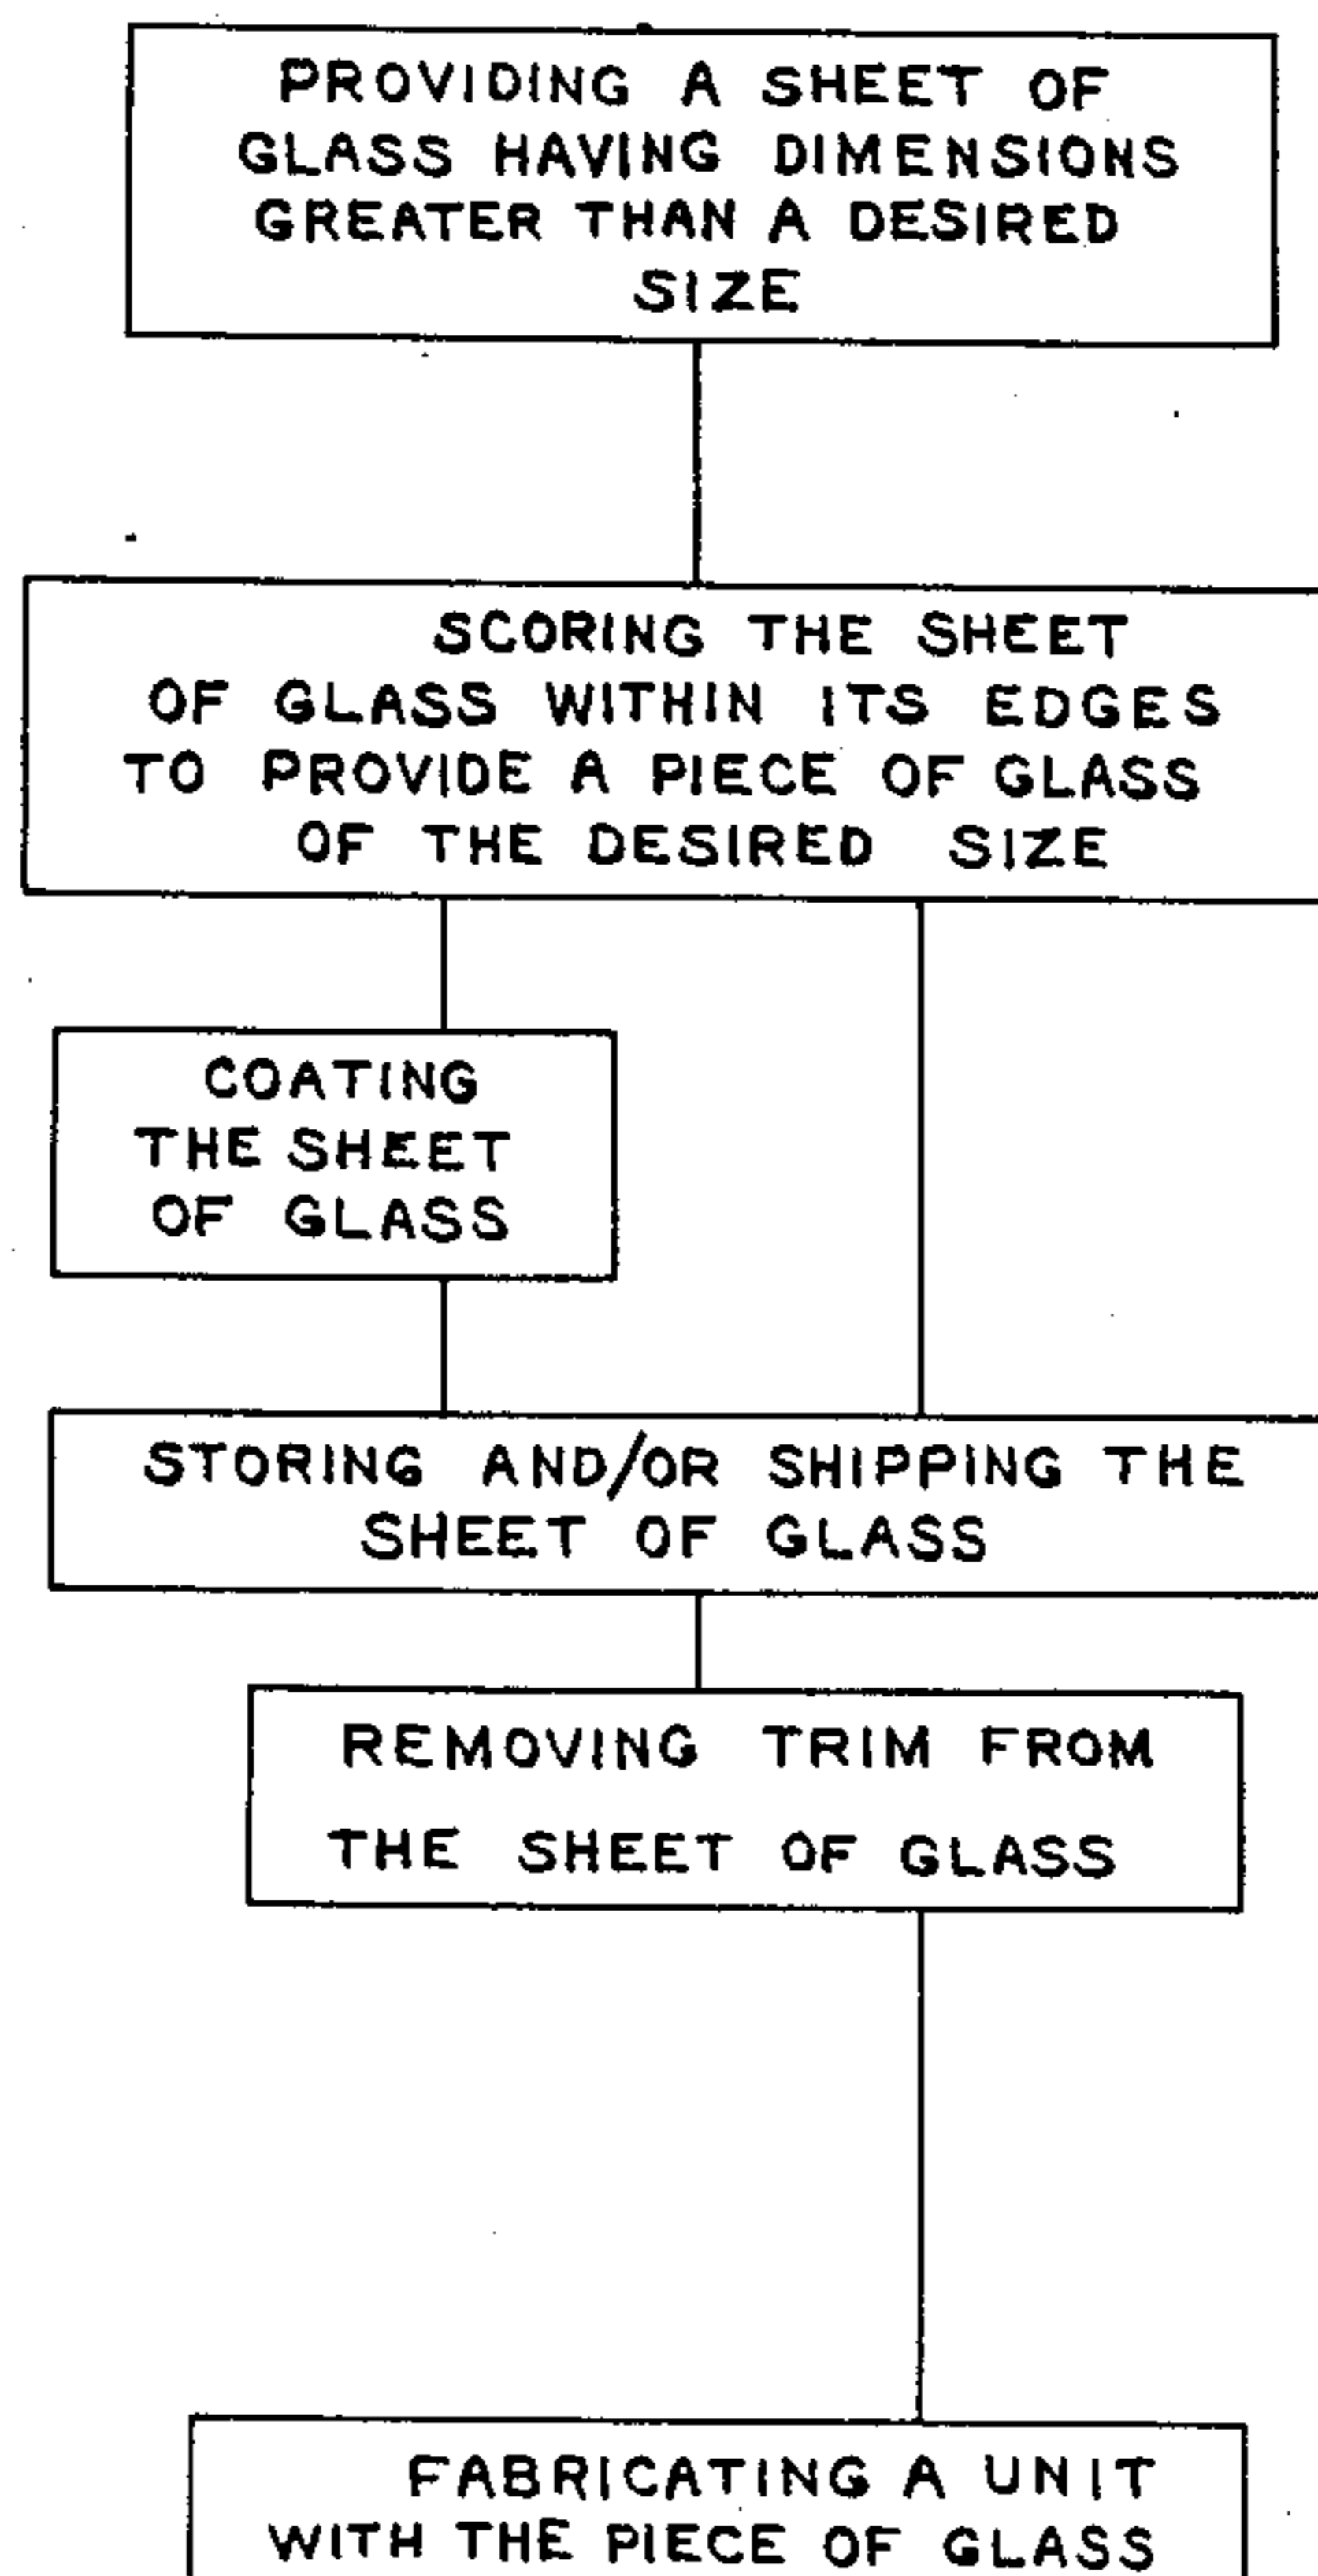 PROVIDING A SHEET OF
GLASS HAVING DIMENSIONS
GREATER THAN A DESIRED
SIZE
SCORING THE SHEET
OF GLASS WITHIN ITS EDGES
TO PROVIDE A PIECE OF GLASS
OF THE DESIRED SIZE
COATING
THE SHEET
OF GLASS
STORING AND/OR SHIPPING THE
SHEET OF GLASS
REMOVING TRIM FROM
THE SHEET OF GLASS
FABRICATING A UNIT
WITH THE PIECE OF GLASS